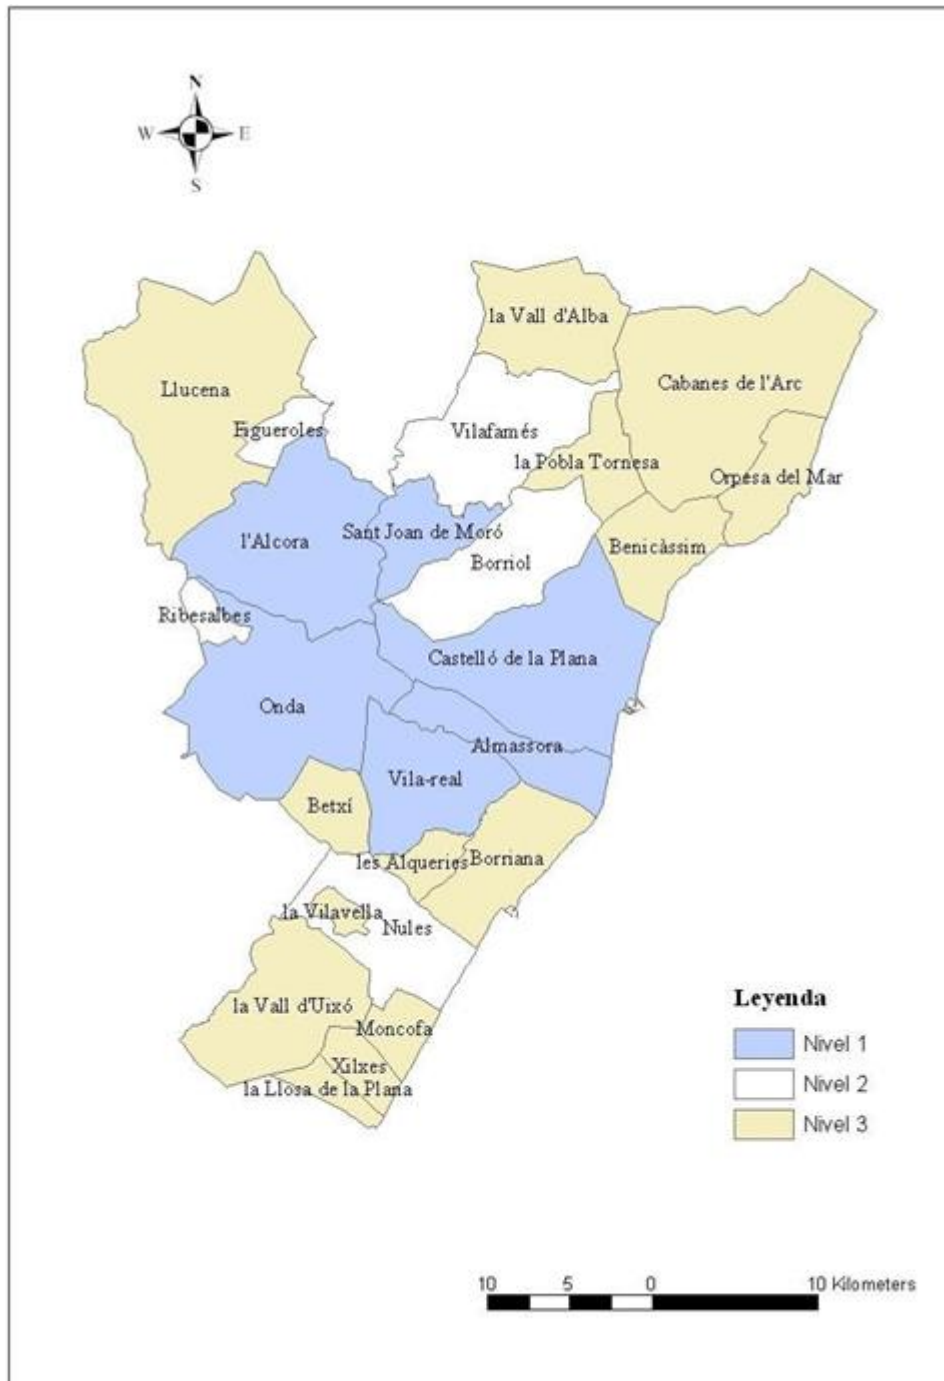 N
W E
S
la Vall d'Alba
Cabanes de l'Arc
Llucena
Figueroles
Vilafamés
la Pobla Tornesa
Orpesa del Mar
Sant Joan de Moró
l'Alcora
Benicàssim
Borriol
Ribesalbes
Castelló de la Plana
Onda
Almassora
Vila-real
Betxí
les Alqueries
Borriana
la Vilavella
Nules
la Vall d'Uixó
Moncofa
Xilxes
la Llosa de la Plana
Leyenda
Nivel 1
Nivel 2
Nivel 3
10 5 0 10 Kilometers